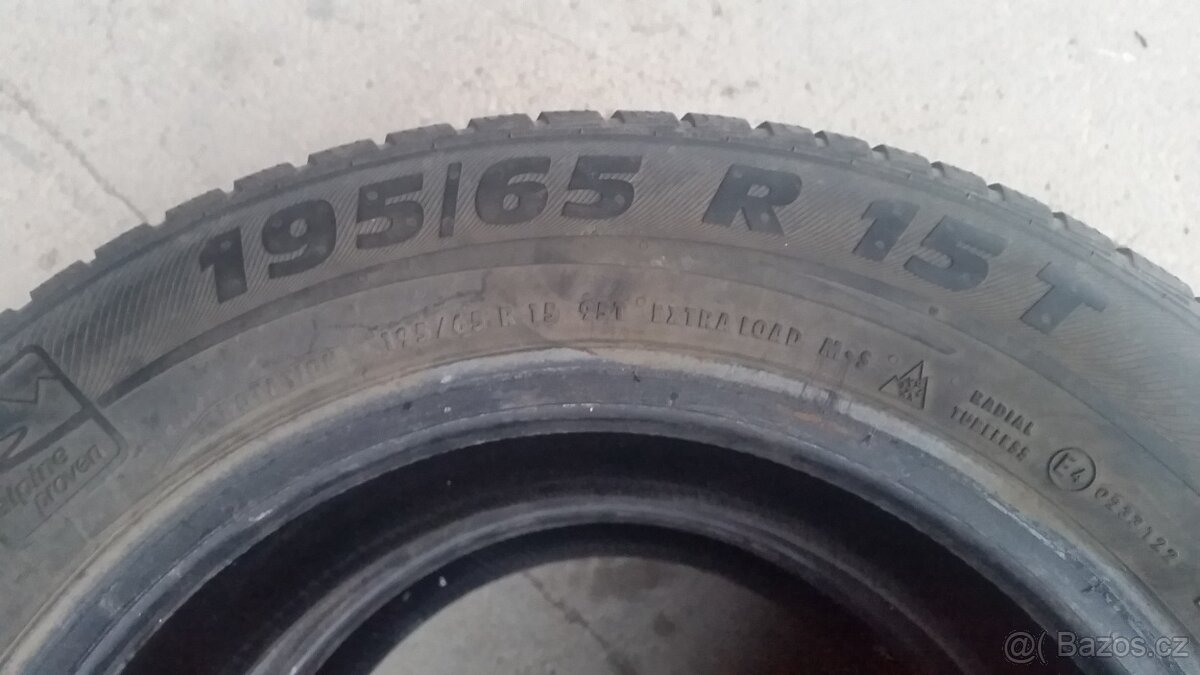 195/65 R 15 T
195/65 R 15 95T EXTRA LOAD M+S
RADIAL
TUBELESS
E4
alpine
proven
@( Bazos.cz